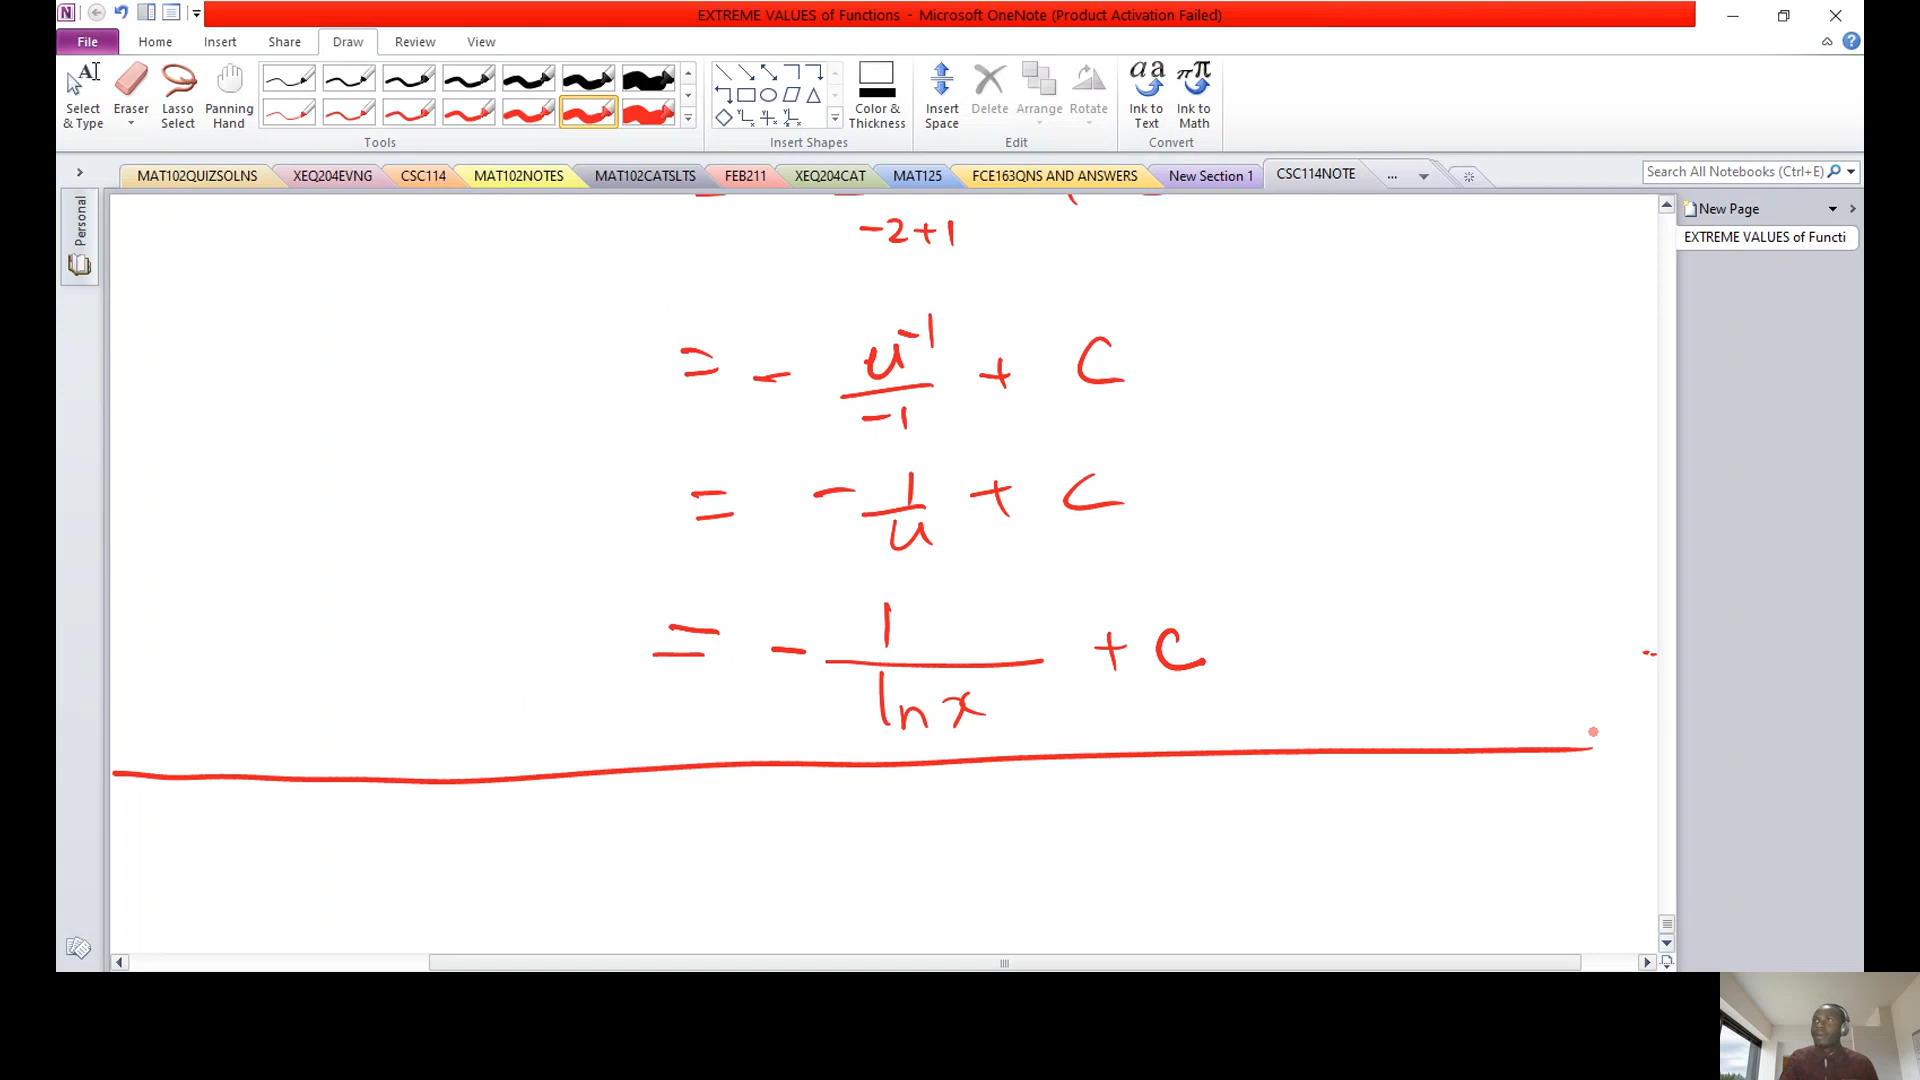 EXTREME VALUES of Functions - Microsoft OneNote (Product Activation Failed)
File Home Insert Share Draw Review View
Select & Type
Eraser
Lasso Select
Panning Hand
Color & Thickness
Insert Space
Delete
Arrange
Rotate
Ink to Text
Ink to Math
Tools
Insert Shapes
Edit
Convert
MAT102QUIZSOLNS XEQ204EVNG CSC114 MAT102NOTES MAT102CATSLTS FEB211 XEQ204CAT MAT125 FCE163QNS AND ANSWERS New Section 1 CSC114NOTE ...
Search All Notebooks (Ctrl+E)
Personal
New Page
EXTREME VALUES of Functi
-2+1
= - u^-1 / -1 + C
= - 1/u + C
= - 1 / ln x + C